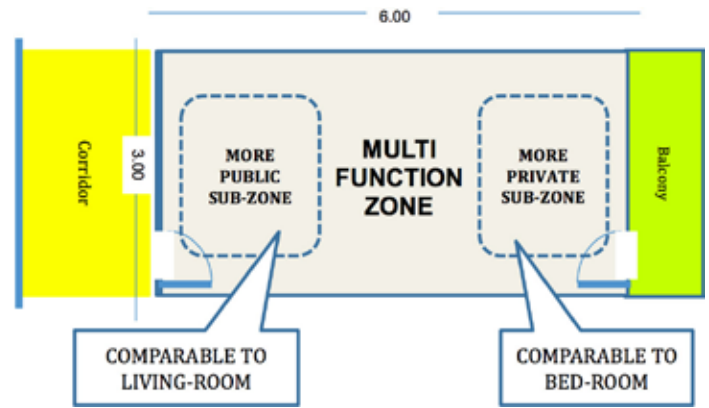 6.00
Corridor
3.00
MORE
PUBLIC
SUB-ZONE
MULTI
FUNCTION
ZONE
MORE
PRIVATE
SUB-ZONE
Balcony
COMPARABLE TO
LIVING-ROOM
COMPARABLE TO
BED-ROOM